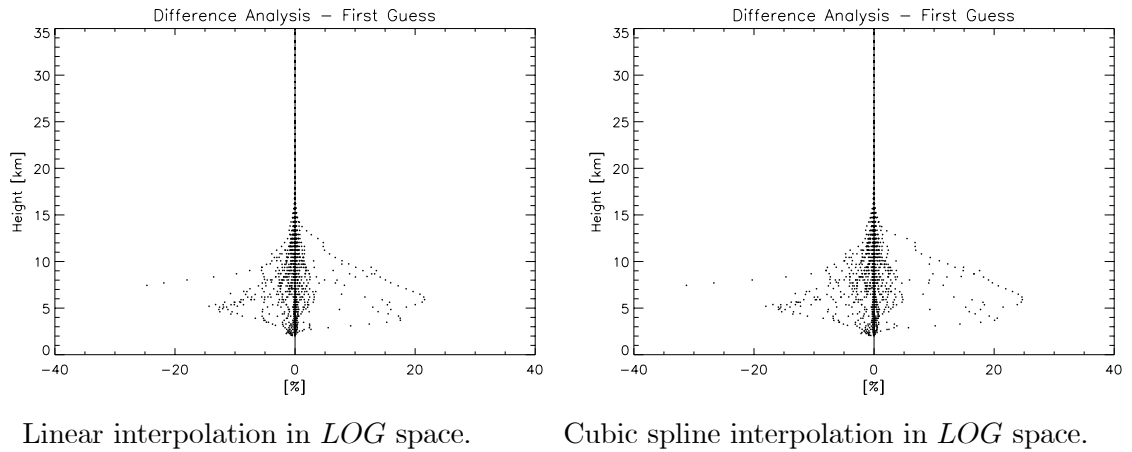 Difference Analysis – First Guess
35
30
25
20
15
10
5
0
Height [km]
−40 −20 0 20 40
[%]
Linear interpolation in LOG space.
Difference Analysis – First Guess
35
30
25
20
15
10
5
0
Height [km]
−40 −20 0 20 40
[%]
Cubic spline interpolation in LOG space.